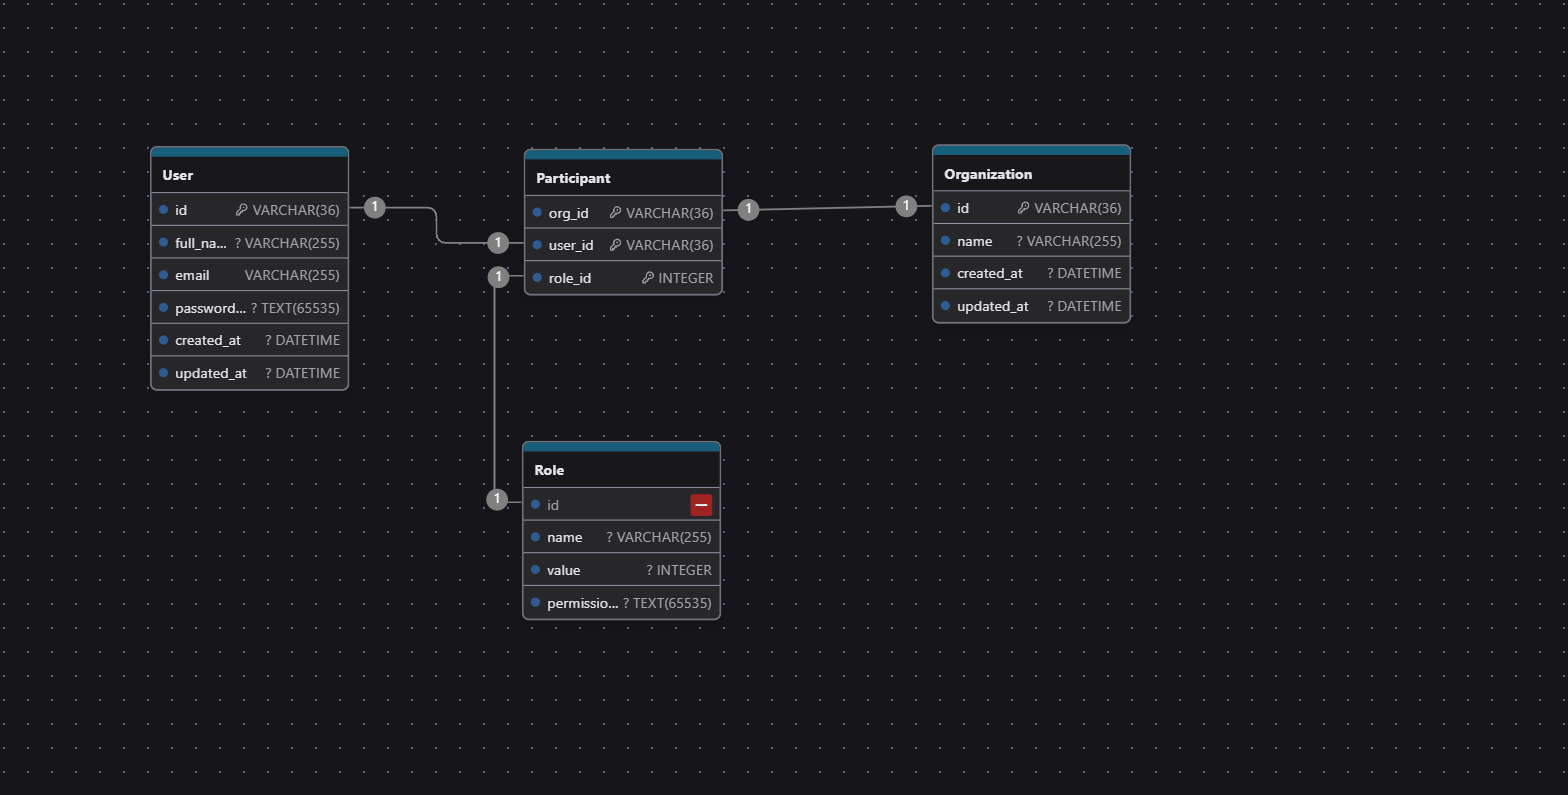 User
id VARCHAR(36)
full_na... ? VARCHAR(255)
email VARCHAR(255)
password... ? TEXT(65535)
created_at ? DATETIME
updated_at ? DATETIME
1
1
Participant
org_id VARCHAR(36)
user_id VARCHAR(36)
role_id INTEGER
1
1
Organization
id VARCHAR(36)
name ? VARCHAR(255)
created_at ? DATETIME
updated_at ? DATETIME
1
1
Role
id
name ? VARCHAR(255)
value ? INTEGER
permissio... ? TEXT(65535)